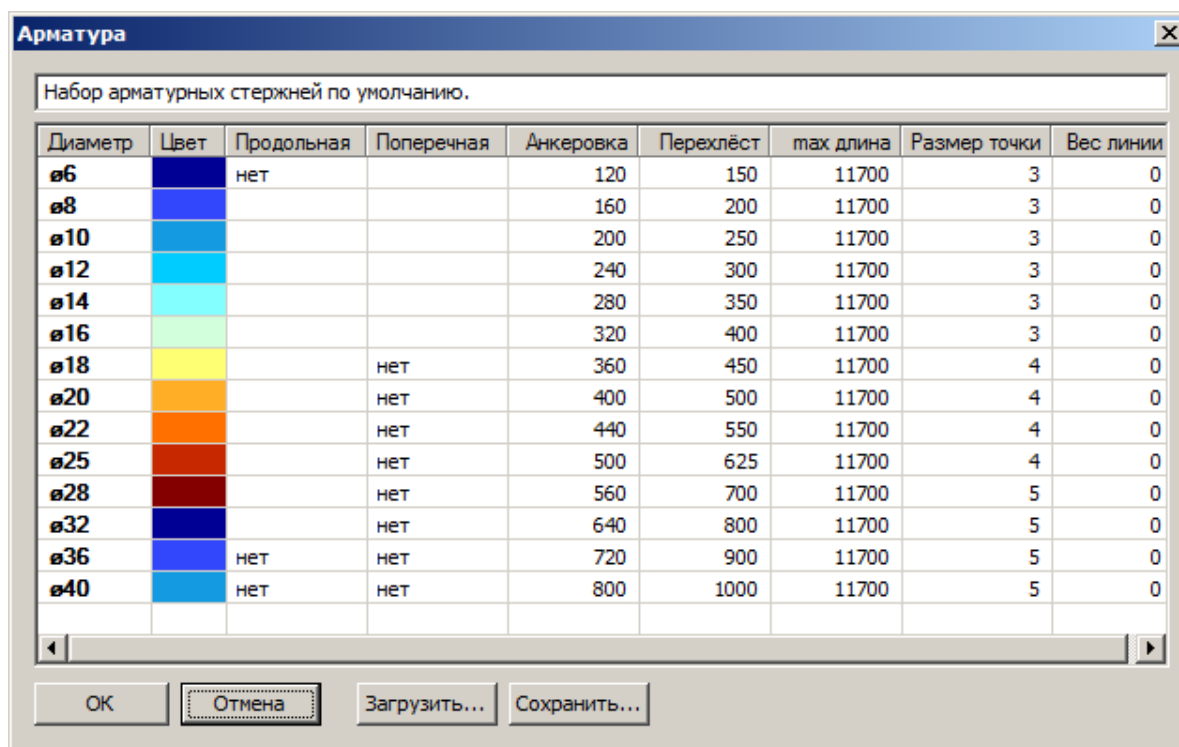 Арматура
Набор арматурных стержней по умолчанию.
Диаметр Цвет Продольная Поперечная Анкеровка Перехлёст max длина Размер точки Вес линии
ø6 нет 120 150 11700 3 0
ø8 160 200 11700 3 0
ø10 200 250 11700 3 0
ø12 240 300 11700 3 0
ø14 280 350 11700 3 0
ø16 320 400 11700 3 0
ø18 нет 360 450 11700 4 0
ø20 нет 400 500 11700 4 0
ø22 нет 440 550 11700 4 0
ø25 нет 500 625 11700 4 0
ø28 нет 560 700 11700 5 0
ø32 нет 640 800 11700 5 0
ø36 нет нет 720 900 11700 5 0
ø40 нет нет 800 1000 11700 5 0
ОК Отмена Загрузить... Сохранить...